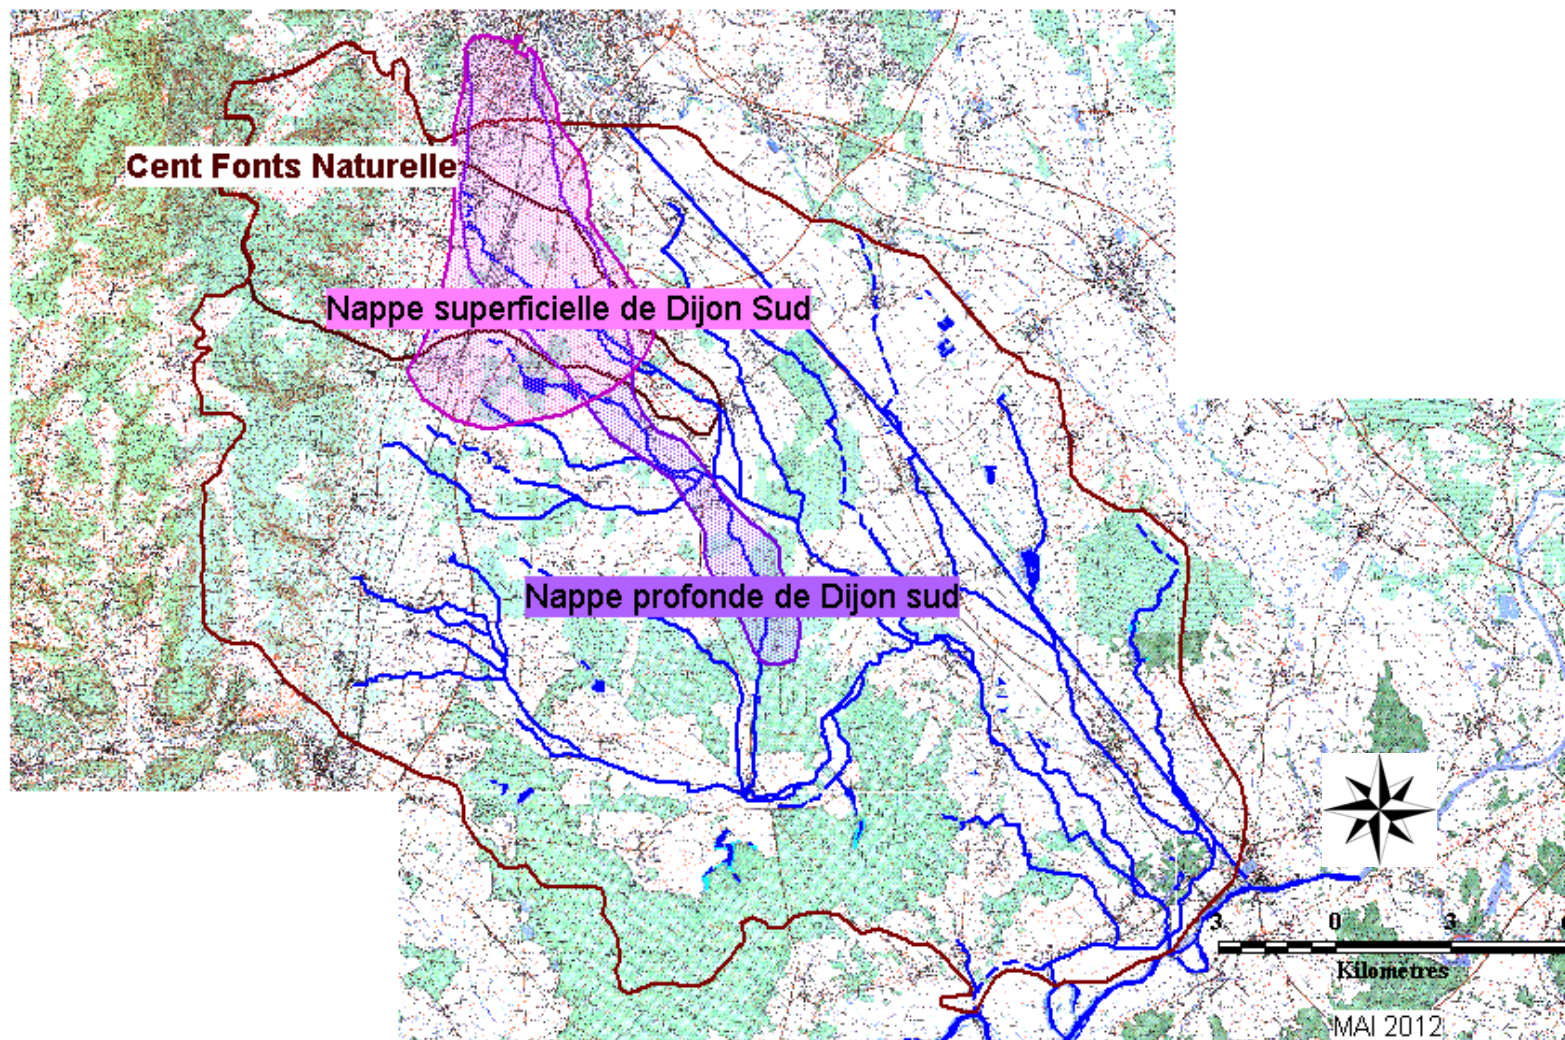 Cent Fonts Naturelle
Nappe superficielle de Dijon Sud
Nappe profonde de Dijon sud
3 0 3
Kilometres
MAI 2012